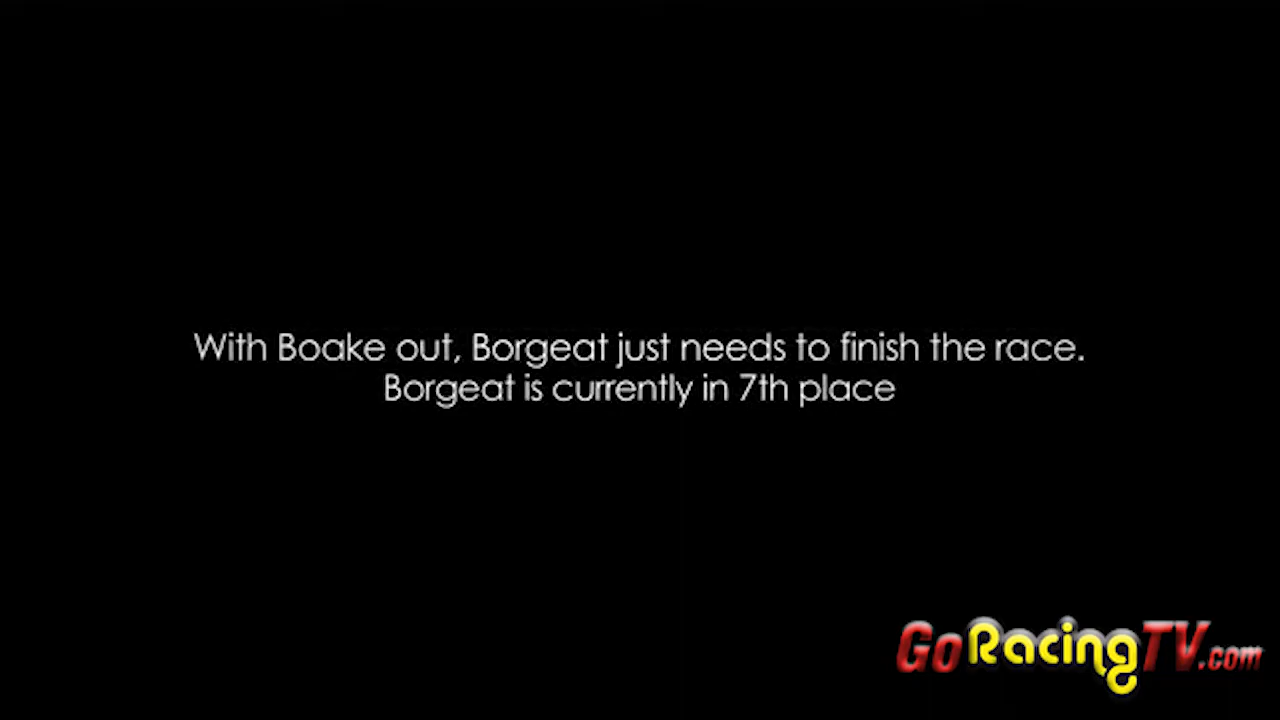 With Boake out, Borgeat just needs to finish the race.
Borgeat is currently in 7th place
GoRacingTV.com